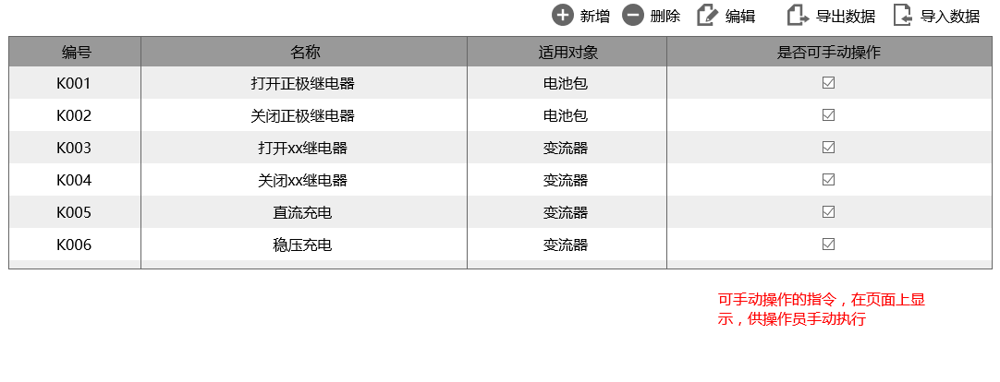 新增 删除 编辑 导出数据 导入数据
编号 名称 适用对象 是否可手动操作
K001 打开正极继电器 电池包
K002 关闭正极继电器 电池包
K003 打开xx继电器 变流器
K004 关闭xx继电器 变流器
K005 直流充电 变流器
K006 稳压充电 变流器
可手动操作的指令，在页面上显
示，供操作员手动执行